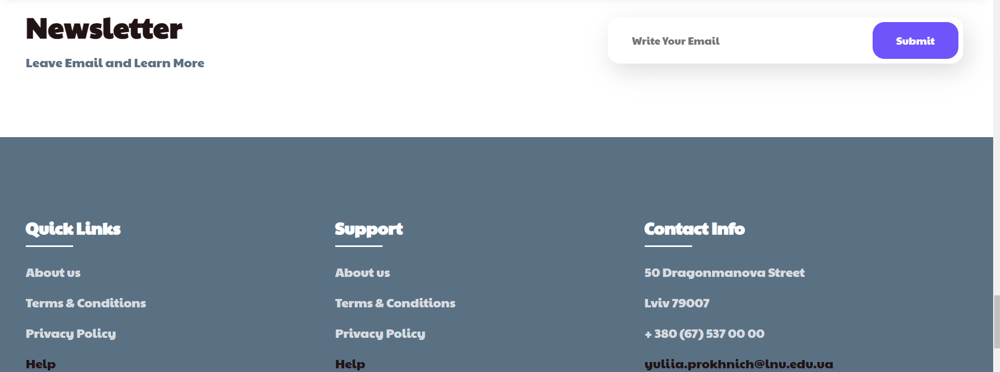 Newsletter
Leave Email and Learn More
Write Your Email
Submit
Quick Links
About us
Terms & Conditions
Privacy Policy
Help
Support
About us
Terms & Conditions
Privacy Policy
Help
Contact Info
50 Dragonmanova Street
Lviv 79007
+ 380 (67) 537 00 00
yuliia.prokhnich@lnu.edu.ua